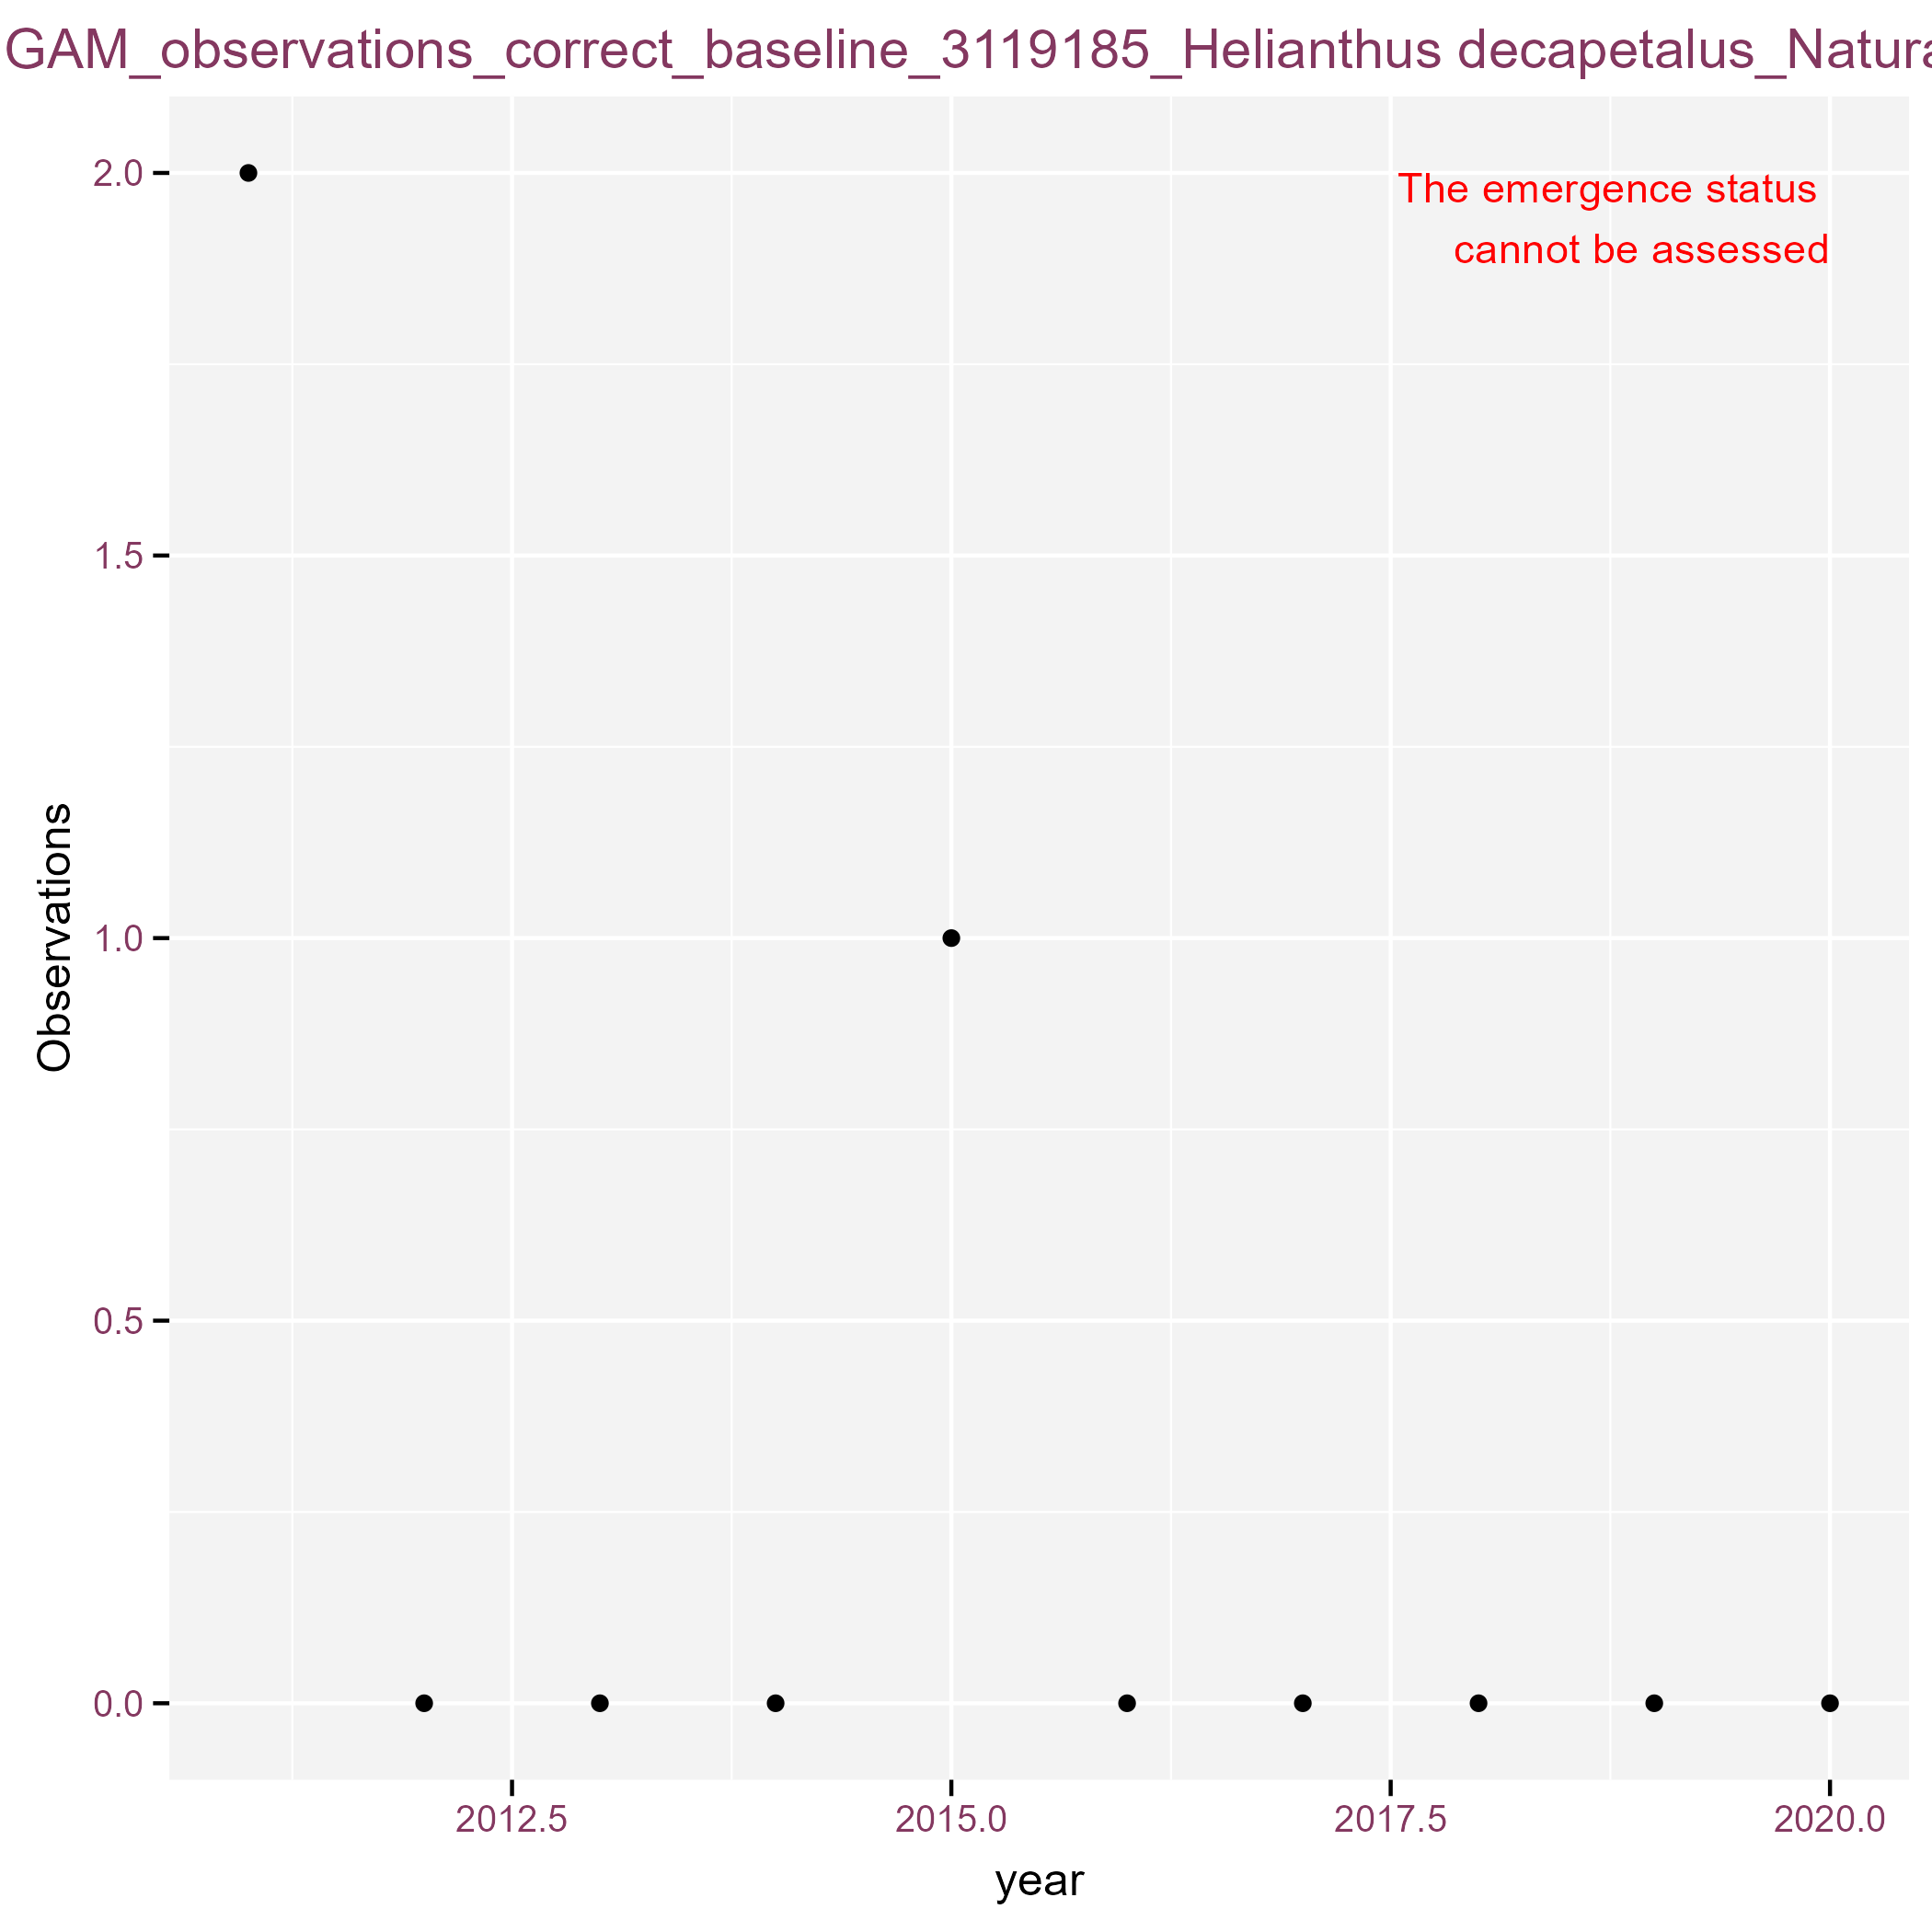 GAM_observations_correct_baseline_3119185_Helianthus decapetalus_Natura
The emergence status
cannot be assessed
2.0
1.5
1.0
0.5
0.0
Observations
2012.5 2015.0 2017.5 2020.0
year